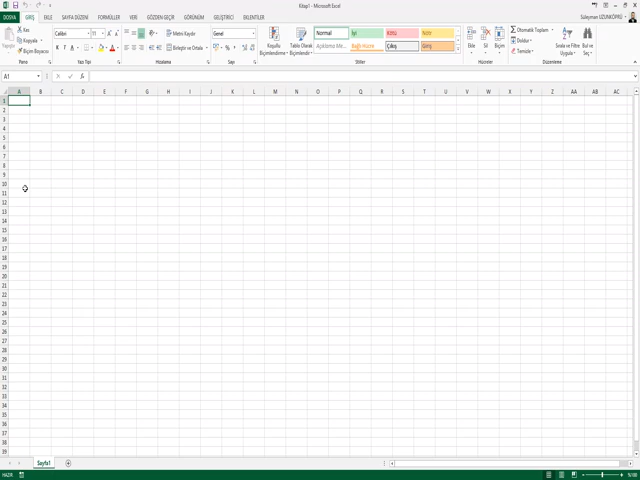 Kitap1 - Microsoft Excel
DOSYA GİRİŞ EKLE SAYFA DÜZENİ FORMÜLLER VERİ GÖZDEN GEÇİR GÖRÜNÜM GELİŞTİRİCİ EKLENTİLER
Süleyman UZUNKÖPRÜ
Yapıştır Kes Kopyala Biçim Boyacısı
Calibri 11
K T A
Metni Kaydır
Birleştir ve Ortala
Genel
Koşullu Biçimlendirme Tablo Olarak Biçimlendir
Normal İyi Kötü Nötr
Açıklama Me... Bağlı Hücre Çıkış Giriş
Ekle Sil Biçim
Otomatik Toplam
Dolgu
Temizle
Sırala ve Filtre Uygula Bul ve Seç
Pano Yazı Tipi Hizalama Sayı Stiller Hücreler Düzenleme
A1 fx
A B C D E F G H I J K L M N O P Q R S T U V W X Y Z AA AB AC
1
2
3
4
5
6
7
8
9
10
11
12
13
14
15
16
17
18
19
20
21
22
23
24
25
26
27
28
29
30
31
32
33
34
35
36
37
38
39
Sayfa1
HAZIR %100